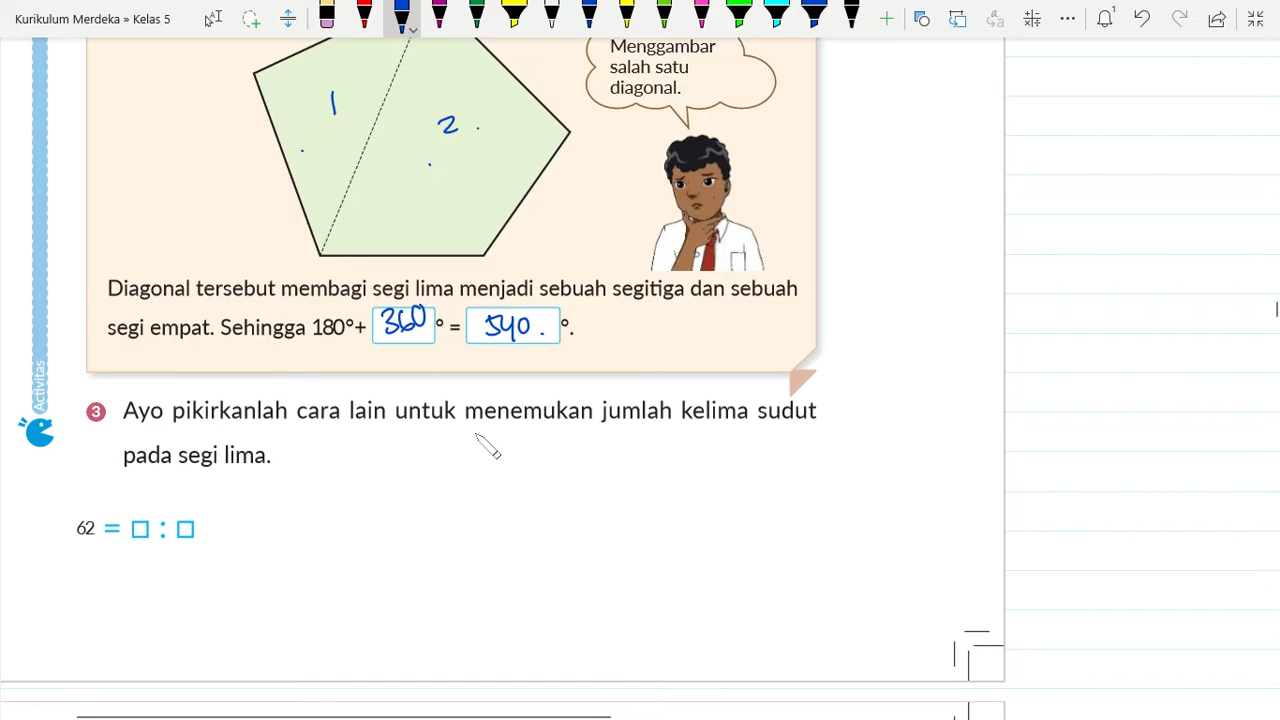 Kurikulum Merdeka » Kelas 5
Menggambar
salah satu
diagonal.
1
2
Diagonal tersebut membagi segi lima menjadi sebuah segitiga dan sebuah
segi empat. Sehingga 180°+ 360 ° = 540. °.
Activitas
3 Ayo pikirkanlah cara lain untuk menemukan jumlah kelima sudut
pada segi lima.
62 = □ : □